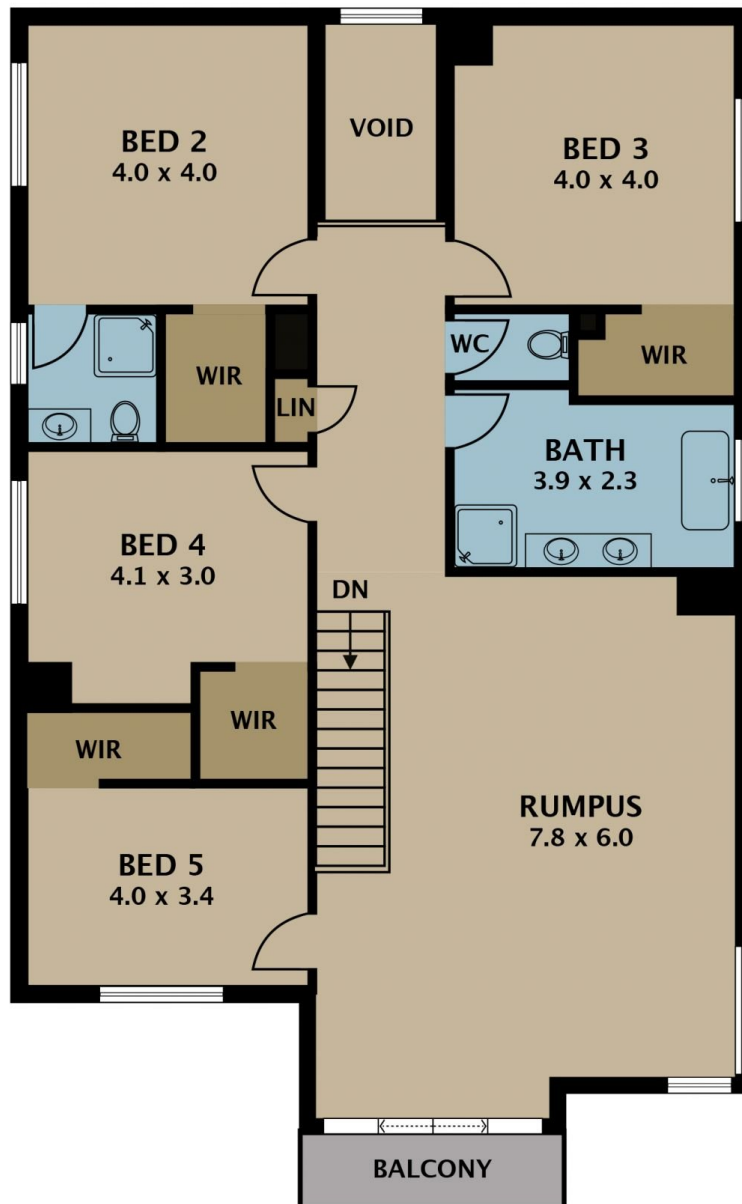 BED 2
4.0 x 4.0
VOID
BED 3
4.0 x 4.0
WIR
LIN
WC
WIR
BATH
3.9 x 2.3
BED 4
4.1 x 3.0
DN
WIR
WIR
BED 5
4.0 x 3.4
RUMPUS
7.8 x 6.0
BALCONY